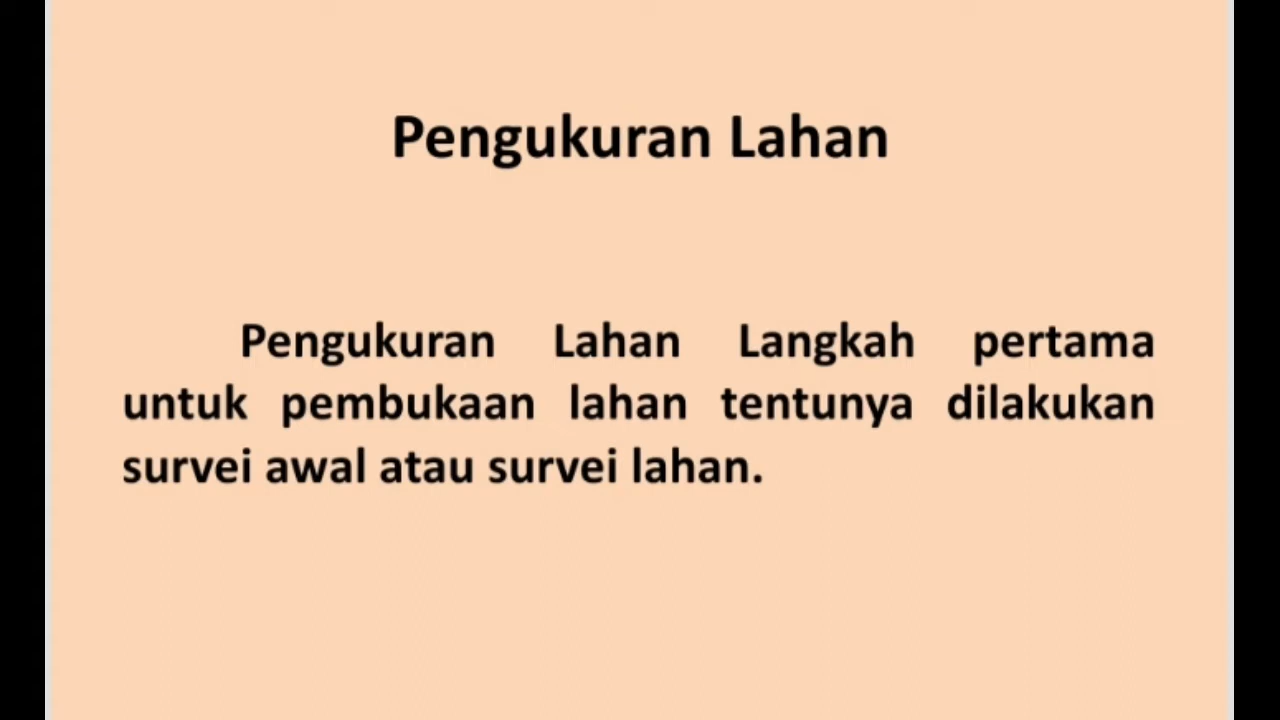 Pengukuran Lahan
Pengukuran Lahan Langkah pertama
untuk pembukaan lahan tentunya dilakukan
survei awal atau survei lahan.